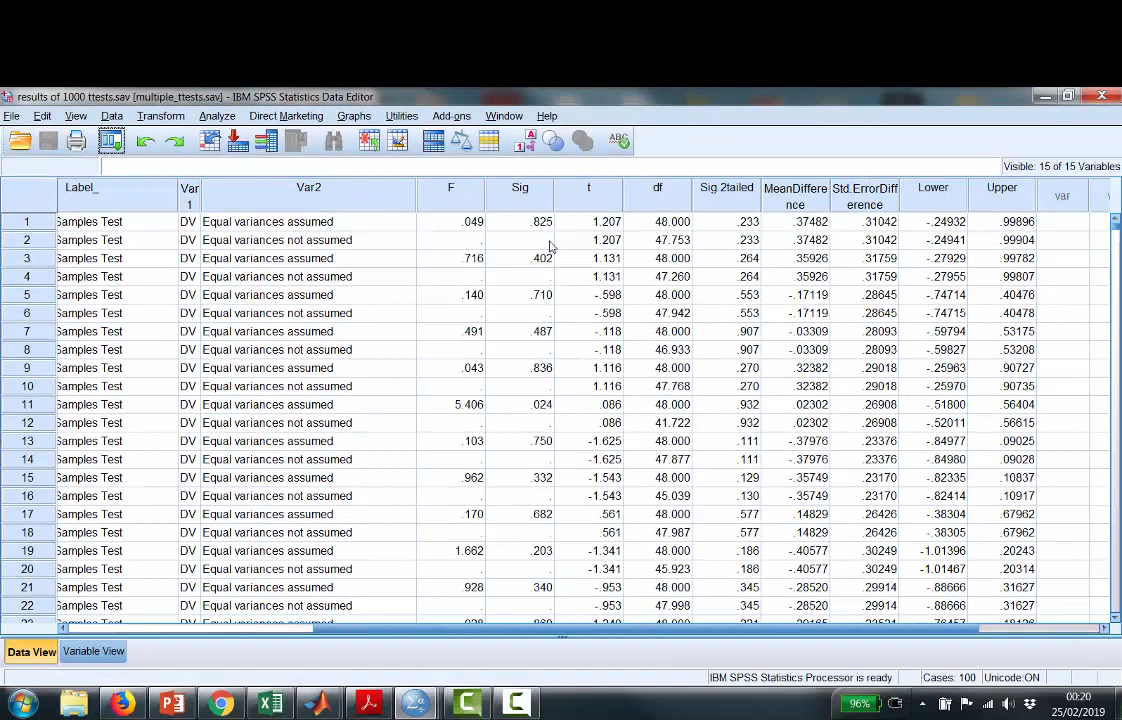 results of 1000 ttests.sav [multiple_ttests.sav] - IBM SPSS Statistics Data Editor
File Edit View Data Transform Analyze Direct Marketing Graphs Utilities Add-ons Window Help
Visible: 15 of 15 Variables
Label_ Var1 Var2 F Sig t df Sig.2tailed MeanDifference Std.ErrorDifference Lower Upper var
1 Samples Test DV Equal variances assumed .049 .825 1.207 48.000 .233 .37482 .31042 -.24932 .99896
2 Samples Test DV Equal variances not assumed . . 1.207 47.753 .233 .37482 .31042 -.24941 .99904
3 Samples Test DV Equal variances assumed .716 .402 1.131 48.000 .264 .35926 .31759 -.27929 .99782
4 Samples Test DV Equal variances not assumed . . 1.131 47.260 .264 .35926 .31759 -.27955 .99807
5 Samples Test DV Equal variances assumed .140 .710 -.598 48.000 .553 -.17119 .28645 -.74714 .40476
6 Samples Test DV Equal variances not assumed . . -.598 47.942 .553 -.17119 .28645 -.74715 .40478
7 Samples Test DV Equal variances assumed .491 .487 -.118 48.000 .907 -.03309 .28093 -.59794 .53175
8 Samples Test DV Equal variances not assumed . . -.118 46.933 .907 -.03309 .28093 -.59827 .53208
9 Samples Test DV Equal variances assumed .043 .836 1.116 48.000 .270 .32382 .29018 -.25963 .90727
10 Samples Test DV Equal variances not assumed . . 1.116 47.768 .270 .32382 .29018 -.25970 .90735
11 Samples Test DV Equal variances assumed 5.406 .024 .086 48.000 .932 .02302 .26908 -.51800 .56404
12 Samples Test DV Equal variances not assumed . . .086 41.722 .932 .02302 .26908 -.52011 .56615
13 Samples Test DV Equal variances assumed .103 .750 -1.625 48.000 .111 -.37976 .23376 -.84977 .09025
14 Samples Test DV Equal variances not assumed . . -1.625 47.877 .111 -.37976 .23376 -.84980 .09028
15 Samples Test DV Equal variances assumed .962 .332 -1.543 48.000 .129 -.35749 .23170 -.82335 .10837
16 Samples Test DV Equal variances not assumed . . -1.543 45.039 .130 -.35749 .23170 -.82414 .10917
17 Samples Test DV Equal variances assumed .170 .682 .561 48.000 .577 .14829 .26426 -.38304 .67962
18 Samples Test DV Equal variances not assumed . . .561 47.987 .577 .14829 .26426 -.38305 .67962
19 Samples Test DV Equal variances assumed 1.662 .203 -1.341 48.000 .186 -.40577 .30249 -1.01396 .20243
20 Samples Test DV Equal variances not assumed . . -1.341 45.923 .186 -.40577 .30249 -1.01467 .20314
21 Samples Test DV Equal variances assumed .928 .340 -.953 48.000 .345 -.28520 .29914 -.88666 .31627
22 Samples Test DV Equal variances not assumed . . -.953 47.998 .345 -.28520 .29914 -.88666 .31627
Data View Variable View
IBM SPSS Statistics Processor is ready Cases: 100 Unicode:ON
96% 00:20
25/02/2019